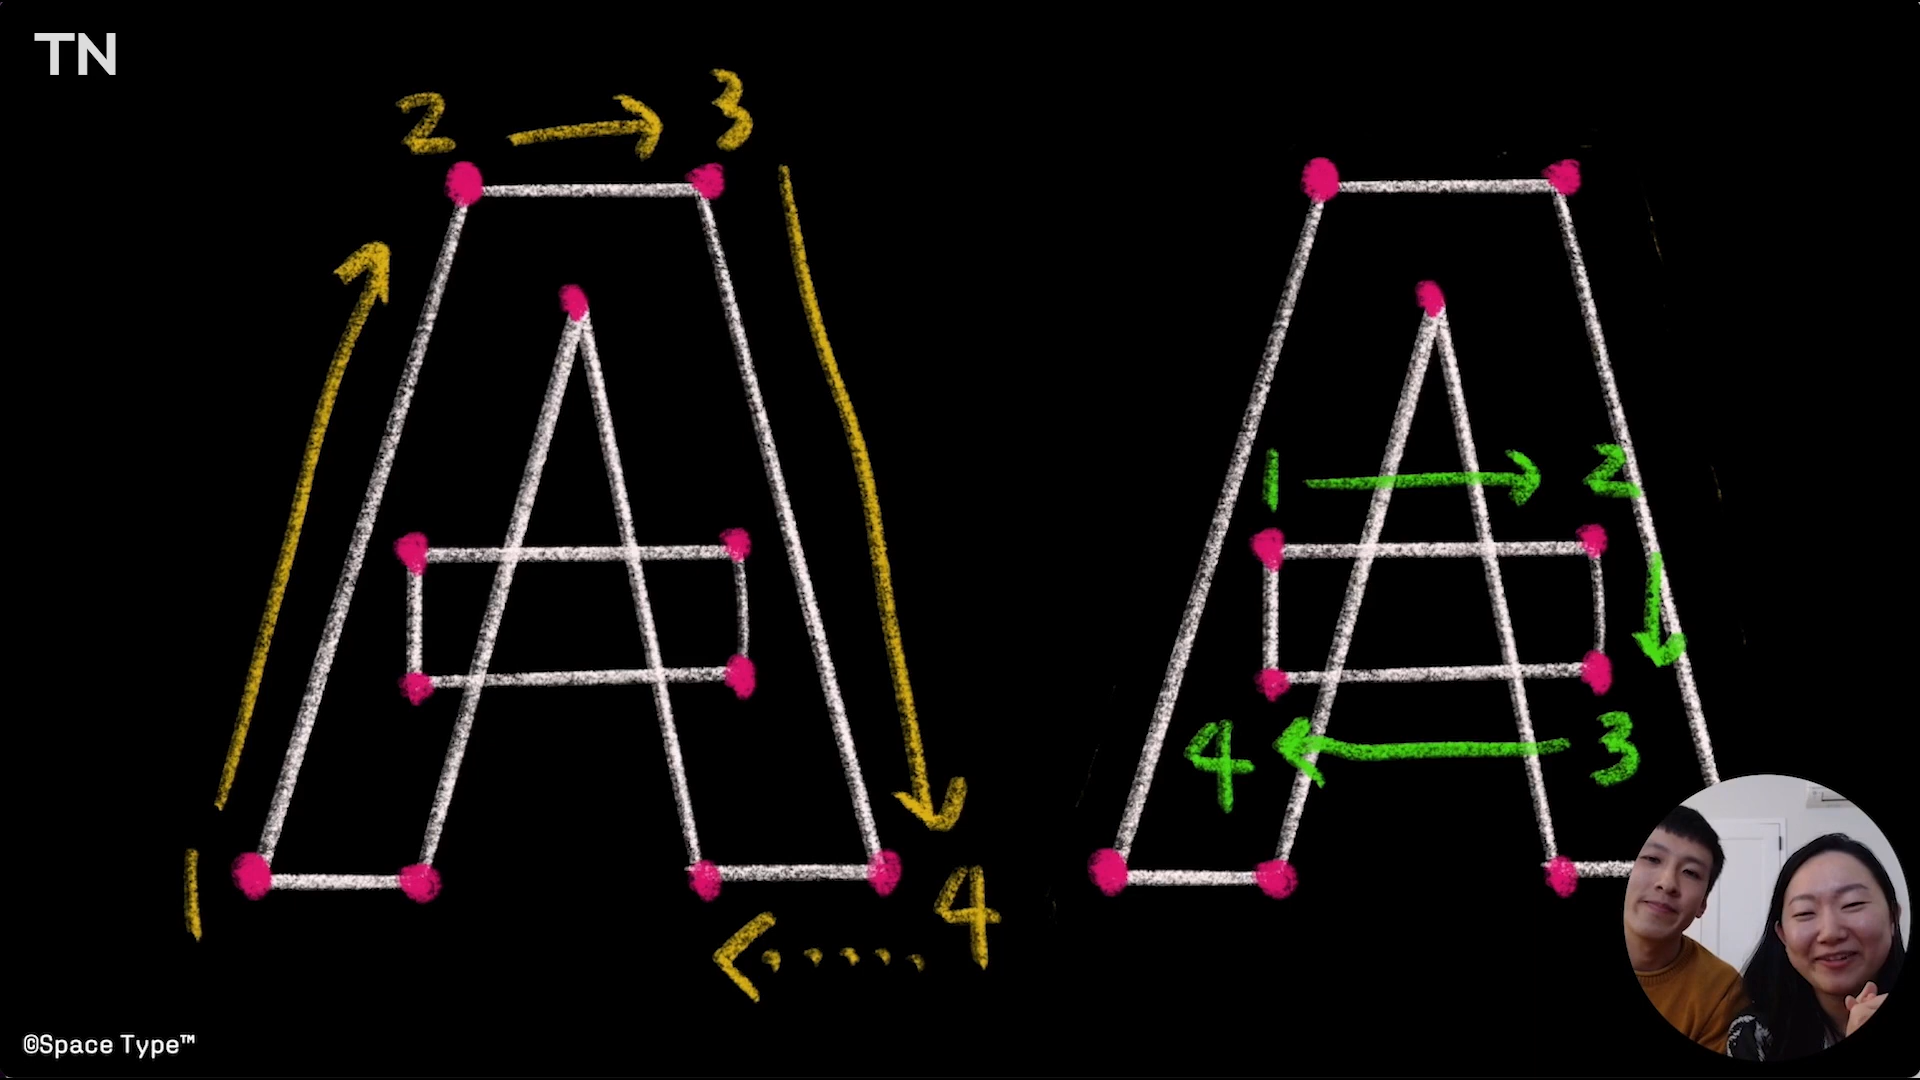 TN
2 → 3
1
4
←
1 → 2
4 ← 3
©Space Type™